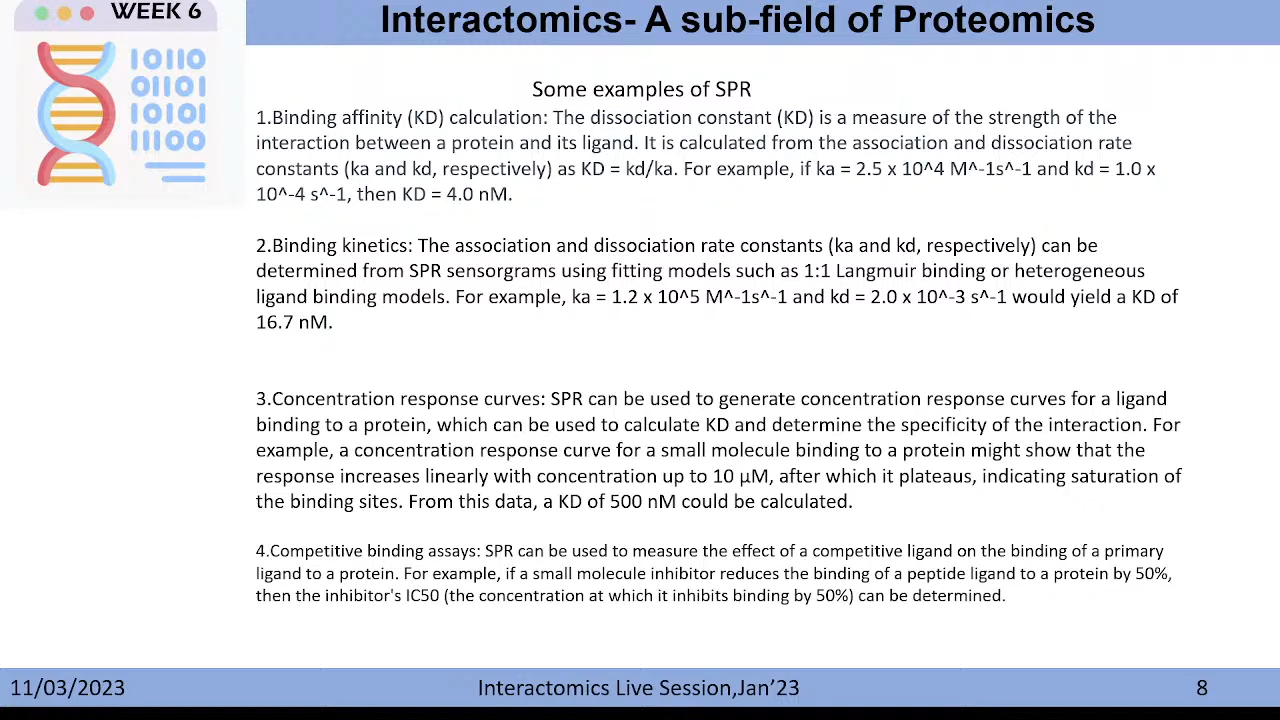 WEEK 6
Interactomics- A sub-field of Proteomics
10110
01101
10101
11100
Some examples of SPR
1.Binding affinity (KD) calculation: The dissociation constant (KD) is a measure of the strength of the
interaction between a protein and its ligand. It is calculated from the association and dissociation rate
constants (ka and kd, respectively) as KD = kd/ka. For example, if ka = 2.5 x 10^4 M^-1s^-1 and kd = 1.0 x
10^-4 s^-1, then KD = 4.0 nM.
2.Binding kinetics: The association and dissociation rate constants (ka and kd, respectively) can be
determined from SPR sensorgrams using fitting models such as 1:1 Langmuir binding or heterogeneous
ligand binding models. For example, ka = 1.2 x 10^5 M^-1s^-1 and kd = 2.0 x 10^-3 s^-1 would yield a KD of
16.7 nM.
3.Concentration response curves: SPR can be used to generate concentration response curves for a ligand
binding to a protein, which can be used to calculate KD and determine the specificity of the interaction. For
example, a concentration response curve for a small molecule binding to a protein might show that the
response increases linearly with concentration up to 10 μM, after which it plateaus, indicating saturation of
the binding sites. From this data, a KD of 500 nM could be calculated.
4.Competitive binding assays: SPR can be used to measure the effect of a competitive ligand on the binding of a primary
ligand to a protein. For example, if a small molecule inhibitor reduces the binding of a peptide ligand to a protein by 50%,
then the inhibitor's IC50 (the concentration at which it inhibits binding by 50%) can be determined.
11/03/2023
Interactomics Live Session,Jan’23
8